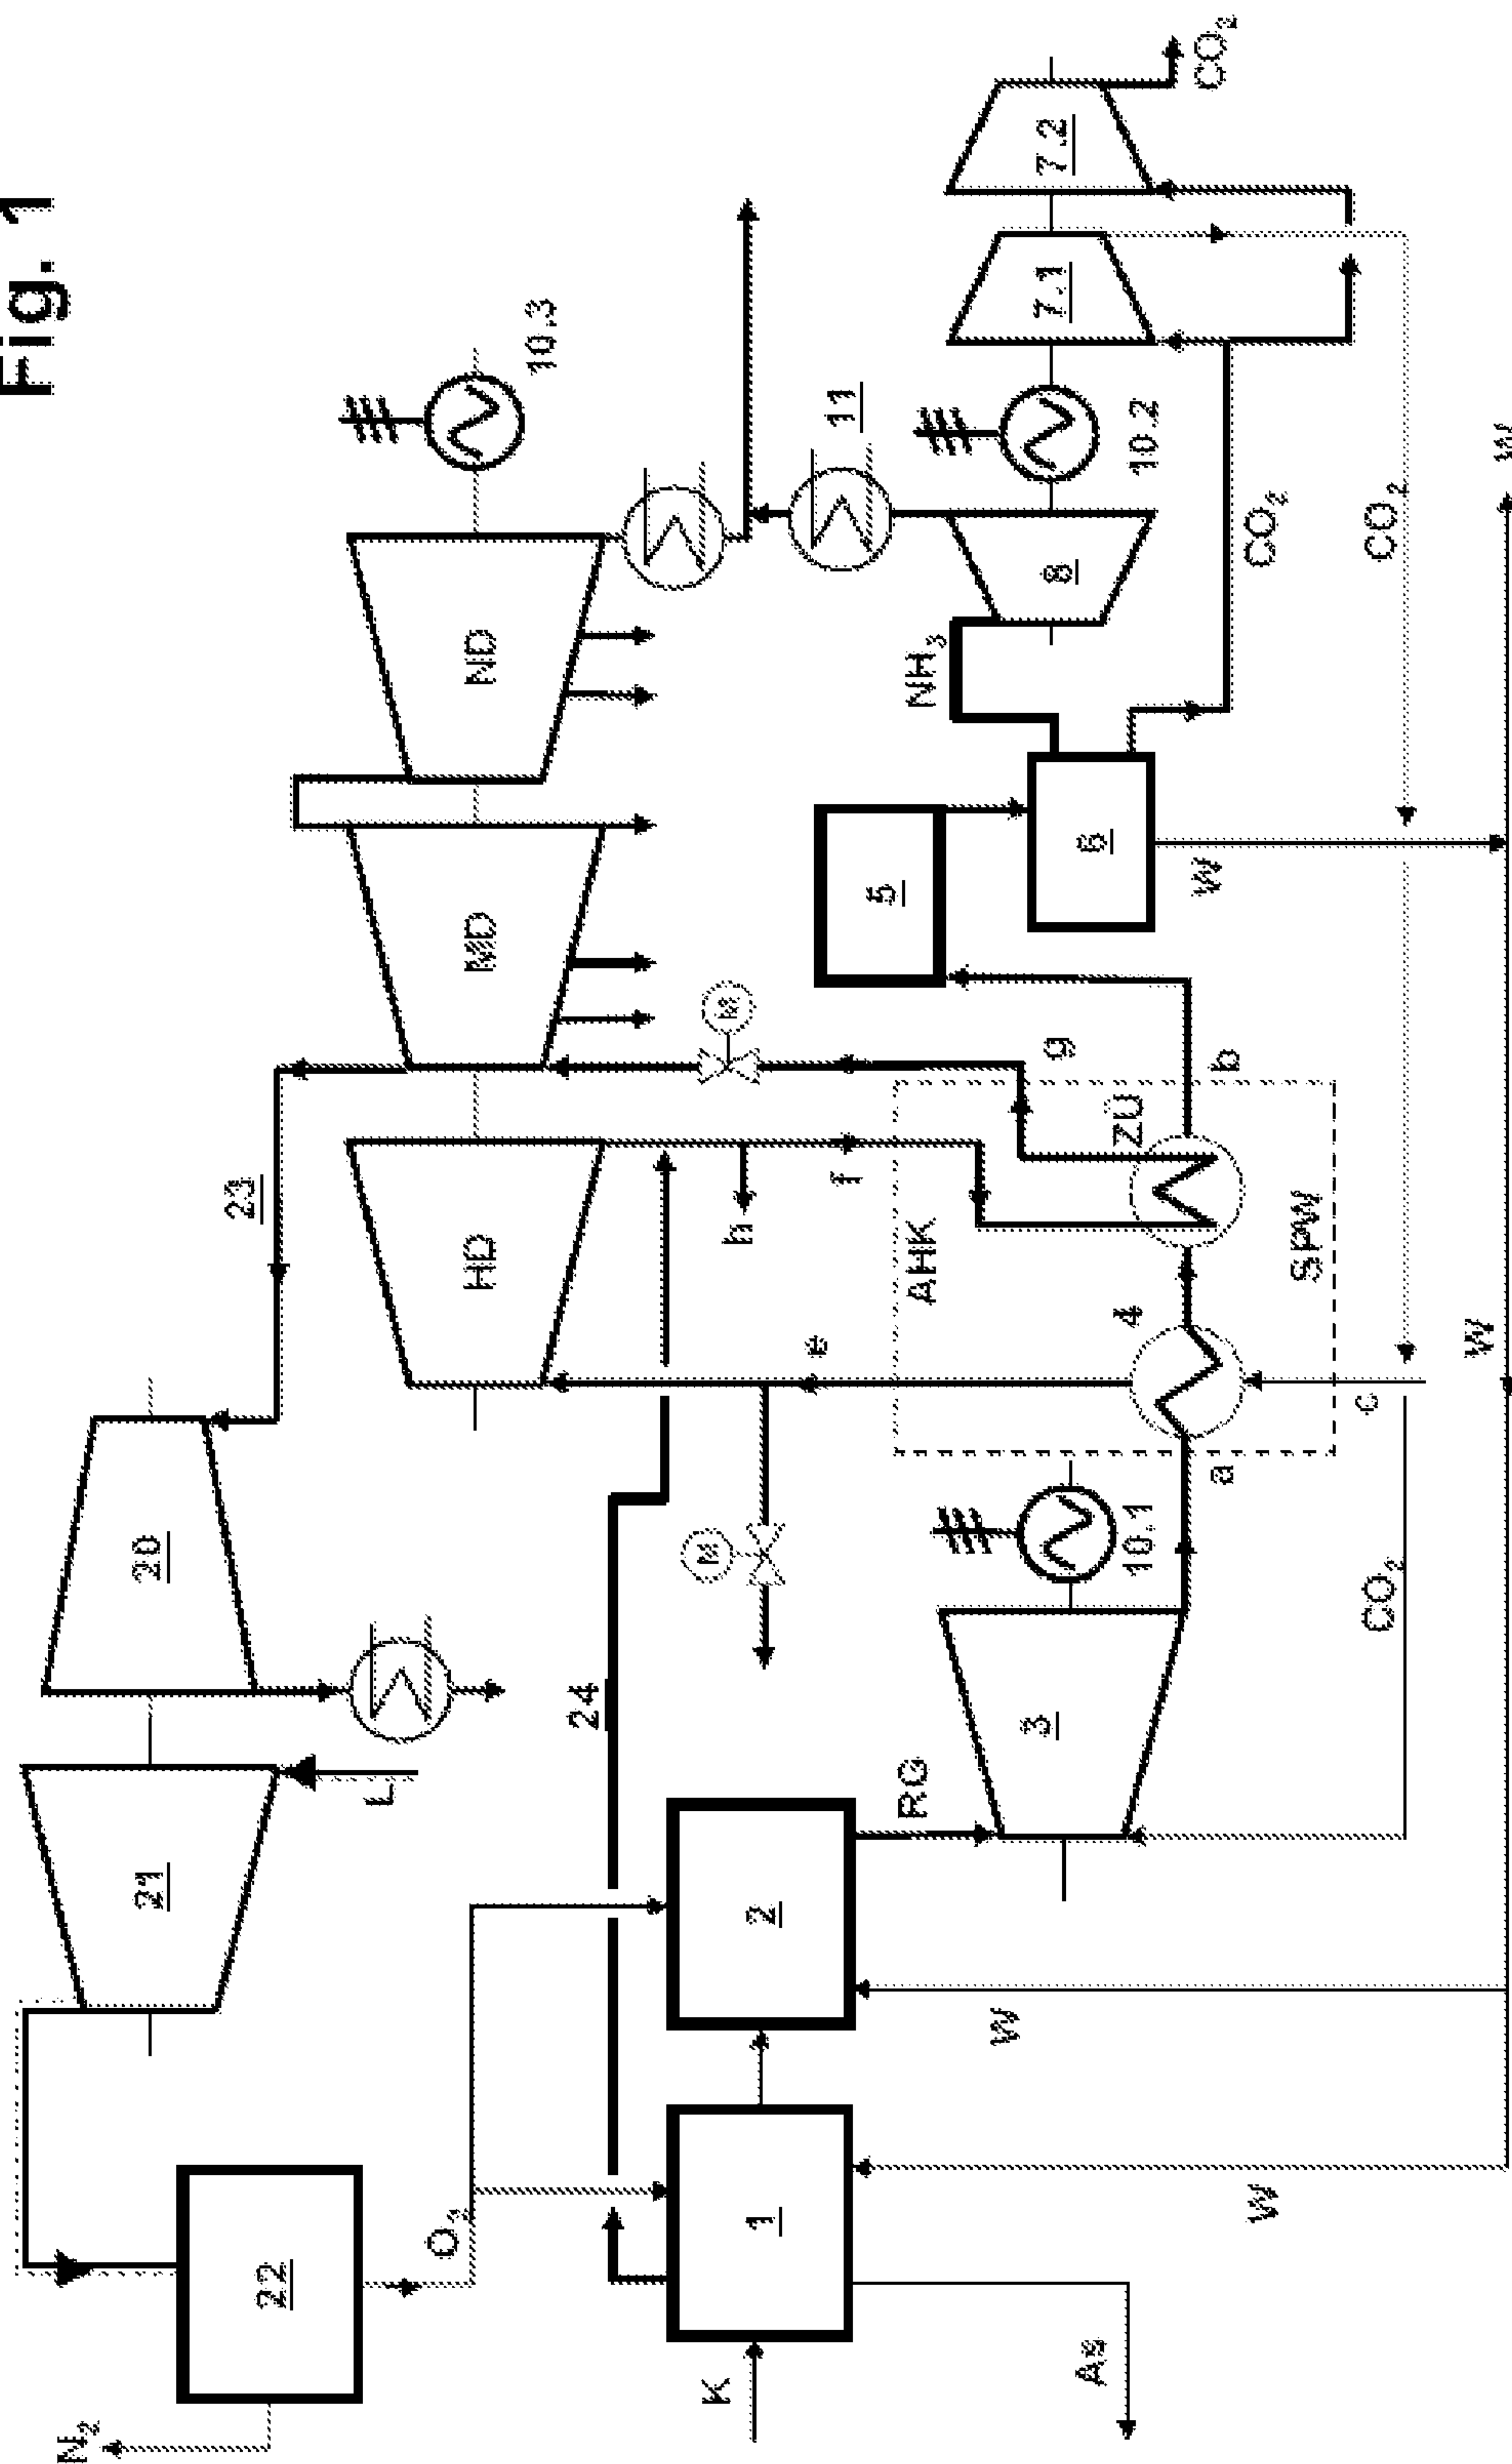 Fig. 1
N₂
22
O₂
21
L
20
23
24
HD
MD
ND
10.3
K
1
As
2
W
W
RG
3
10.1
a
CO₂
M
e
h
f
AHK
4
ZÜ
SPW
c
b
g
M
5
6
W
NH₃
8
11
10.2
CO₂
CO₂
7.1
7.2
CO₂
W
W